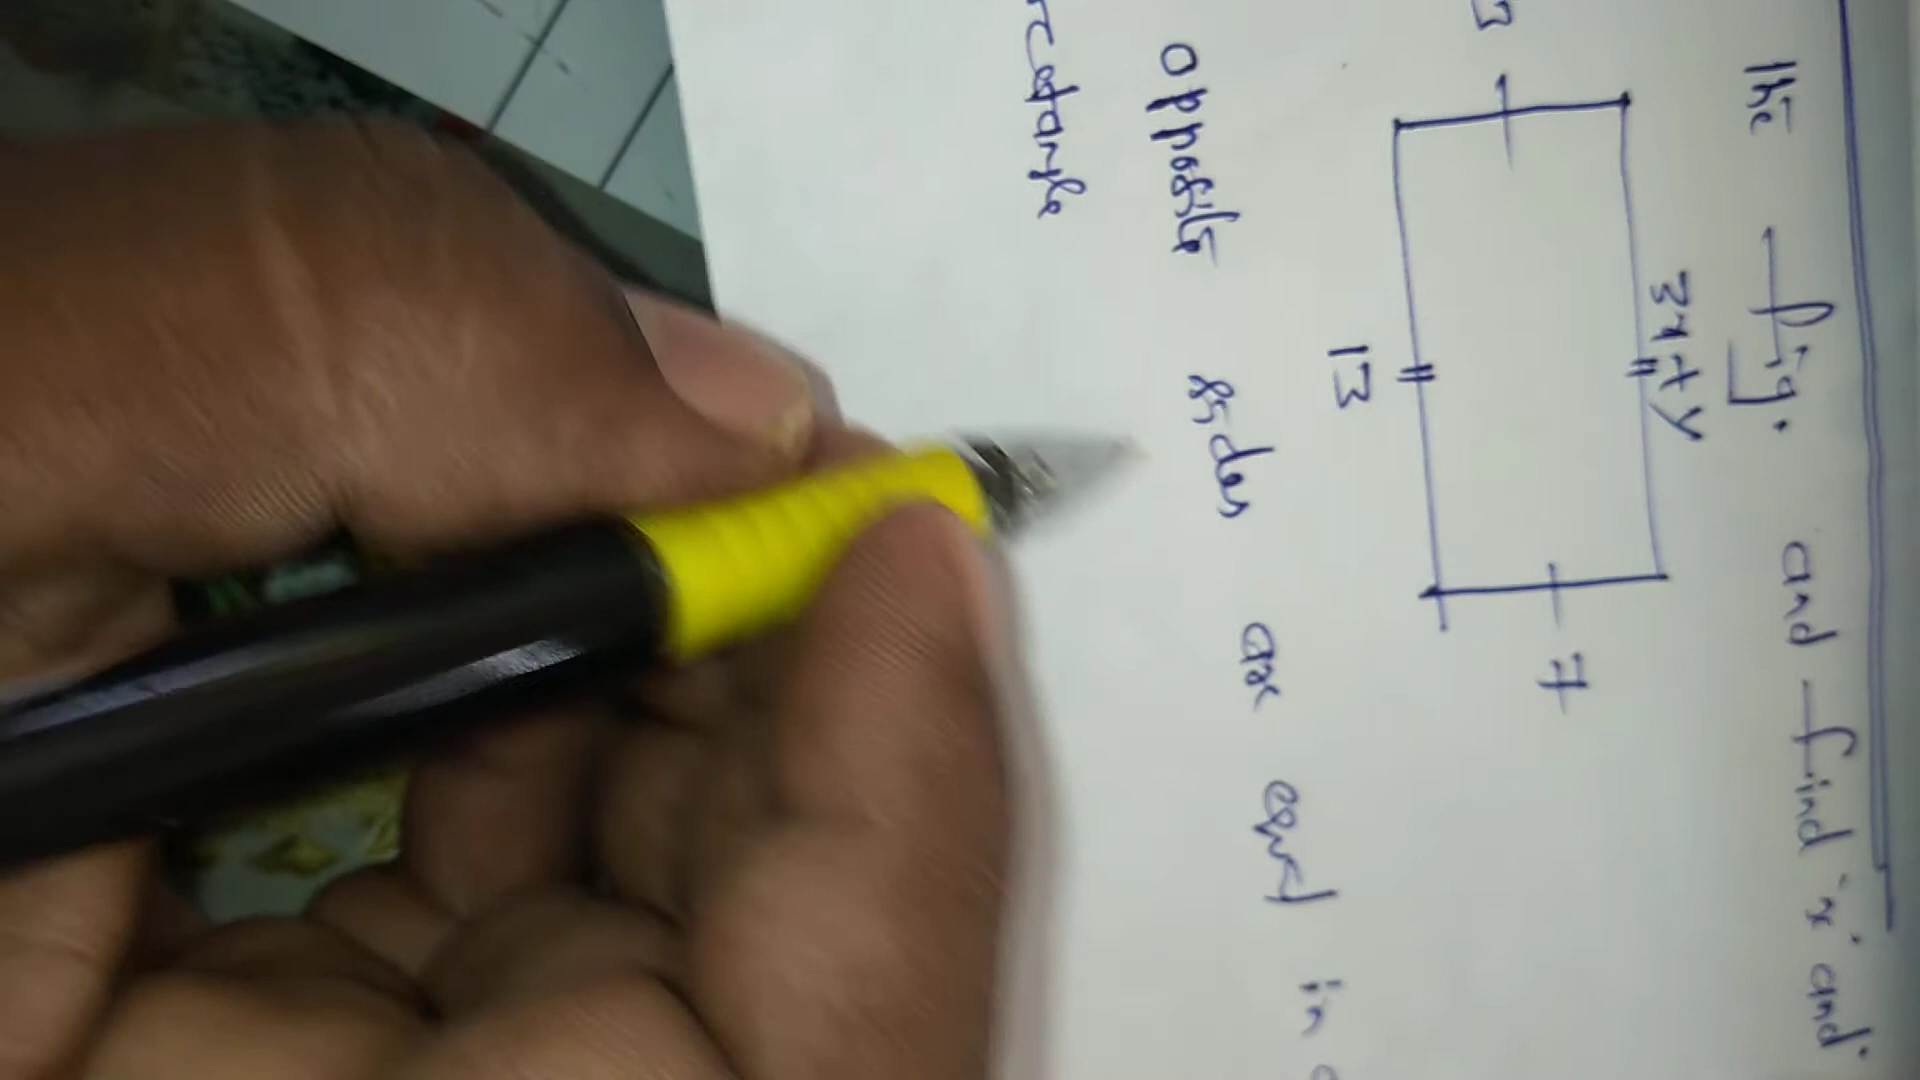 the fig. and find 'x' and '
3x+y
7
13
opposite sides are equal in
rectangle